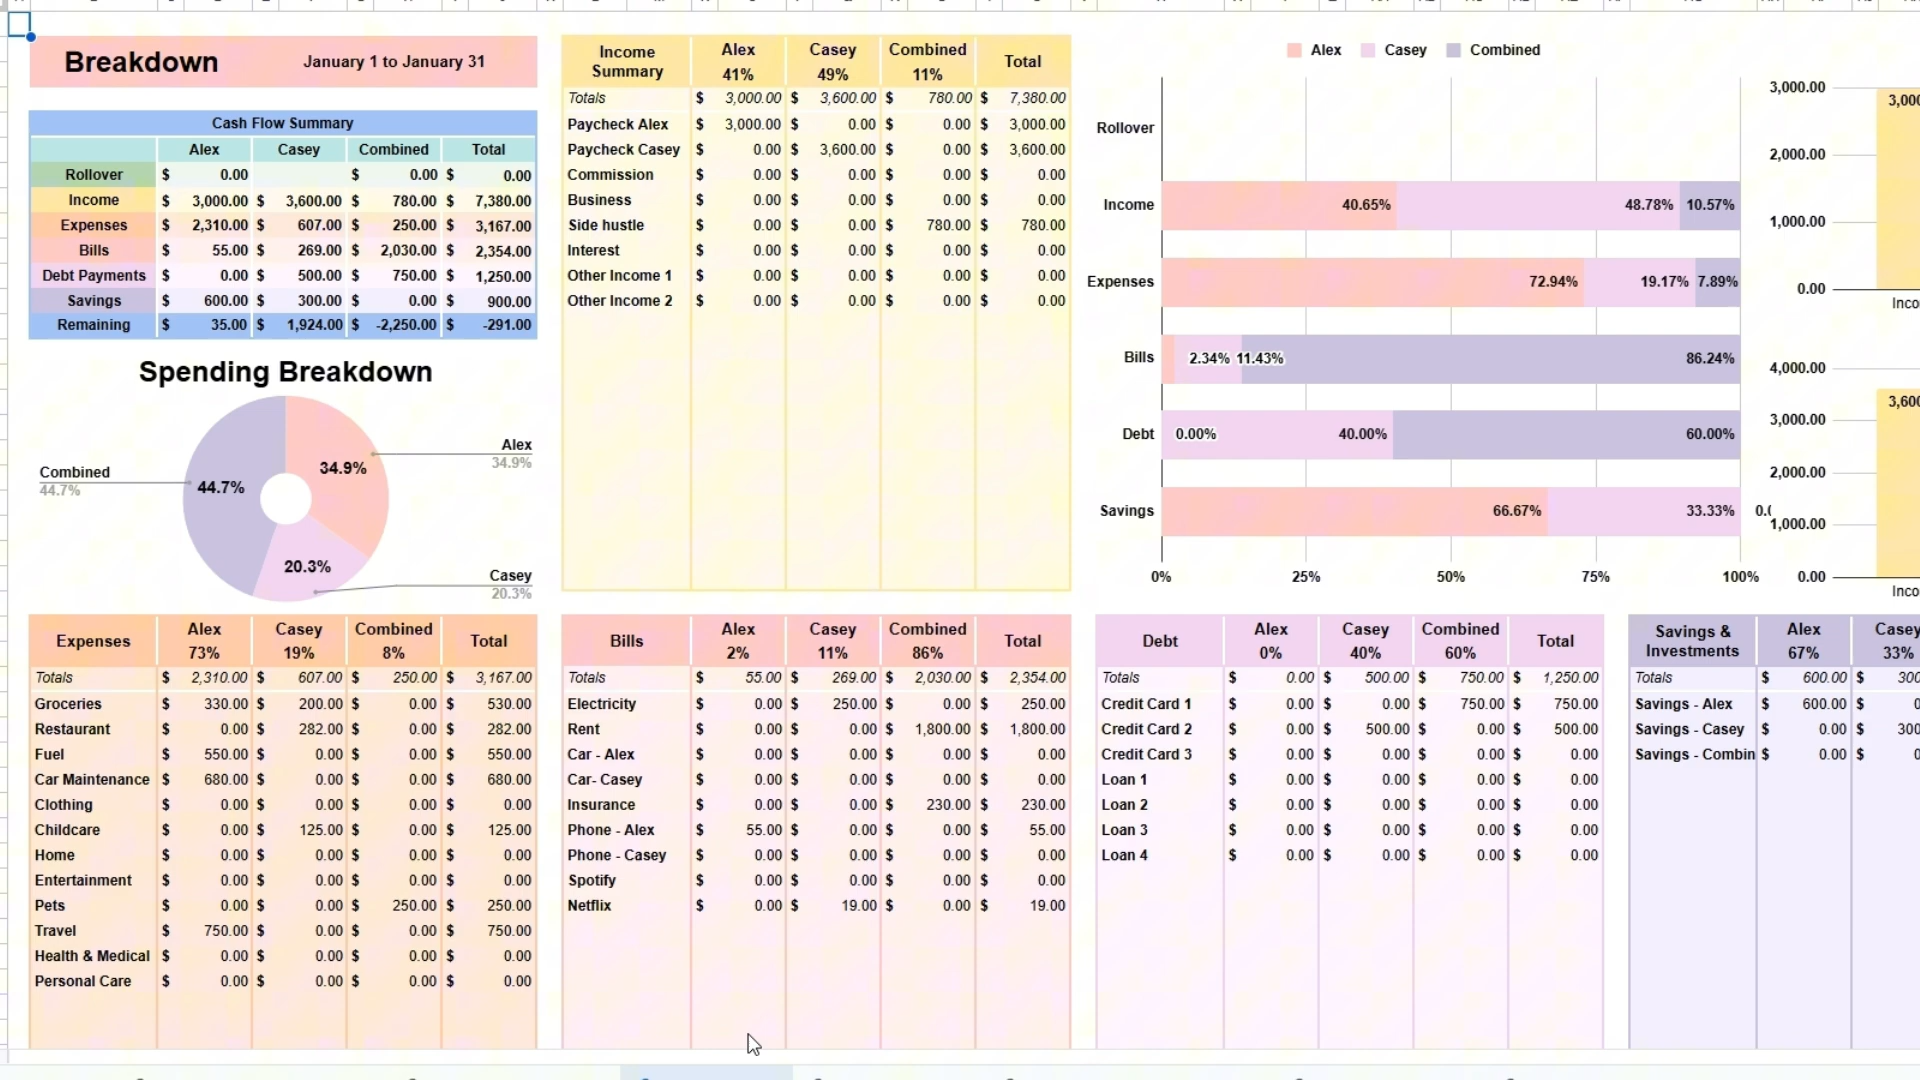 Breakdown January 1 to January 31
Cash Flow Summary
Alex Casey Combined Total
Rollover $ 0.00 $ 0.00 $ 0.00
Income $ 3,000.00 $ 3,600.00 $ 780.00 $ 7,380.00
Expenses $ 2,310.00 $ 607.00 $ 250.00 $ 3,167.00
Bills $ 55.00 $ 269.00 $ 2,030.00 $ 2,354.00
Debt Payments $ 0.00 $ 500.00 $ 750.00 $ 1,250.00
Savings $ 600.00 $ 300.00 $ 0.00 $ 900.00
Remaining $ 35.00 $ 1,924.00 $ -2,250.00 $ -291.00
Spending Breakdown
Alex
34.9%
34.9%
Combined
44.7%
44.7%
20.3%
Casey
20.3%
Income Summary Alex Casey Combined Total
41% 49% 11%
Totals $ 3,000.00 $ 3,600.00 $ 780.00 $ 7,380.00
Paycheck Alex $ 3,000.00 $ 0.00 $ 0.00 $ 3,000.00
Paycheck Casey $ 0.00 $ 3,600.00 $ 0.00 $ 3,600.00
Commission $ 0.00 $ 0.00 $ 0.00 $ 0.00
Business $ 0.00 $ 0.00 $ 0.00 $ 0.00
Side hustle $ 0.00 $ 0.00 $ 780.00 $ 780.00
Interest $ 0.00 $ 0.00 $ 0.00 $ 0.00
Other Income 1 $ 0.00 $ 0.00 $ 0.00 $ 0.00
Other Income 2 $ 0.00 $ 0.00 $ 0.00 $ 0.00
Alex Casey Combined
Rollover
Income 40.65% 48.78% 10.57%
Expenses 72.94% 19.17% 7.89%
Bills 2.34% 11.43% 86.24%
Debt 0.00% 40.00% 60.00%
Savings 66.67% 33.33%
0% 25% 50% 75% 100%
3,000.00
2,000.00
1,000.00
0.00
4,000.00
3,000.00
2,000.00
1,000.00
0.00
Expenses Alex Casey Combined Total
73% 19% 8%
Totals $ 2,310.00 $ 607.00 $ 250.00 $ 3,167.00
Groceries $ 330.00 $ 200.00 $ 0.00 $ 530.00
Restaurant $ 0.00 $ 282.00 $ 0.00 $ 282.00
Fuel $ 550.00 $ 0.00 $ 0.00 $ 550.00
Car Maintenance $ 680.00 $ 0.00 $ 0.00 $ 680.00
Clothing $ 0.00 $ 0.00 $ 0.00 $ 0.00
Childcare $ 0.00 $ 125.00 $ 0.00 $ 125.00
Home $ 0.00 $ 0.00 $ 0.00 $ 0.00
Entertainment $ 0.00 $ 0.00 $ 0.00 $ 0.00
Pets $ 0.00 $ 0.00 $ 250.00 $ 250.00
Travel $ 750.00 $ 0.00 $ 0.00 $ 750.00
Health & Medical $ 0.00 $ 0.00 $ 0.00 $ 0.00
Personal Care $ 0.00 $ 0.00 $ 0.00 $ 0.00
Bills Alex Casey Combined Total
2% 11% 86%
Totals $ 55.00 $ 269.00 $ 2,030.00 $ 2,354.00
Electricity $ 0.00 $ 250.00 $ 0.00 $ 250.00
Rent $ 0.00 $ 0.00 $ 1,800.00 $ 1,800.00
Car - Alex $ 0.00 $ 0.00 $ 0.00 $ 0.00
Car- Casey $ 0.00 $ 0.00 $ 0.00 $ 0.00
Insurance $ 0.00 $ 0.00 $ 230.00 $ 230.00
Phone - Alex $ 55.00 $ 0.00 $ 0.00 $ 55.00
Phone - Casey $ 0.00 $ 0.00 $ 0.00 $ 0.00
Spotify $ 0.00 $ 0.00 $ 0.00 $ 0.00
Netflix $ 0.00 $ 19.00 $ 0.00 $ 19.00
Debt Alex Casey Combined Total
0% 40% 60%
Totals $ 0.00 $ 500.00 $ 750.00 $ 1,250.00
Credit Card 1 $ 0.00 $ 0.00 $ 750.00 $ 750.00
Credit Card 2 $ 0.00 $ 500.00 $ 0.00 $ 500.00
Credit Card 3 $ 0.00 $ 0.00 $ 0.00 $ 0.00
Loan 1 $ 0.00 $ 0.00 $ 0.00 $ 0.00
Loan 2 $ 0.00 $ 0.00 $ 0.00 $ 0.00
Loan 3 $ 0.00 $ 0.00 $ 0.00 $ 0.00
Loan 4 $ 0.00 $ 0.00 $ 0.00 $ 0.00
Savings & Investments Alex Casey
67% 33%
Totals $ 600.00 $ 300
Savings - Alex $ 600.00 $ 0
Savings - Casey $ 0.00 $ 300
Savings - Combin $ 0.00 $ 0